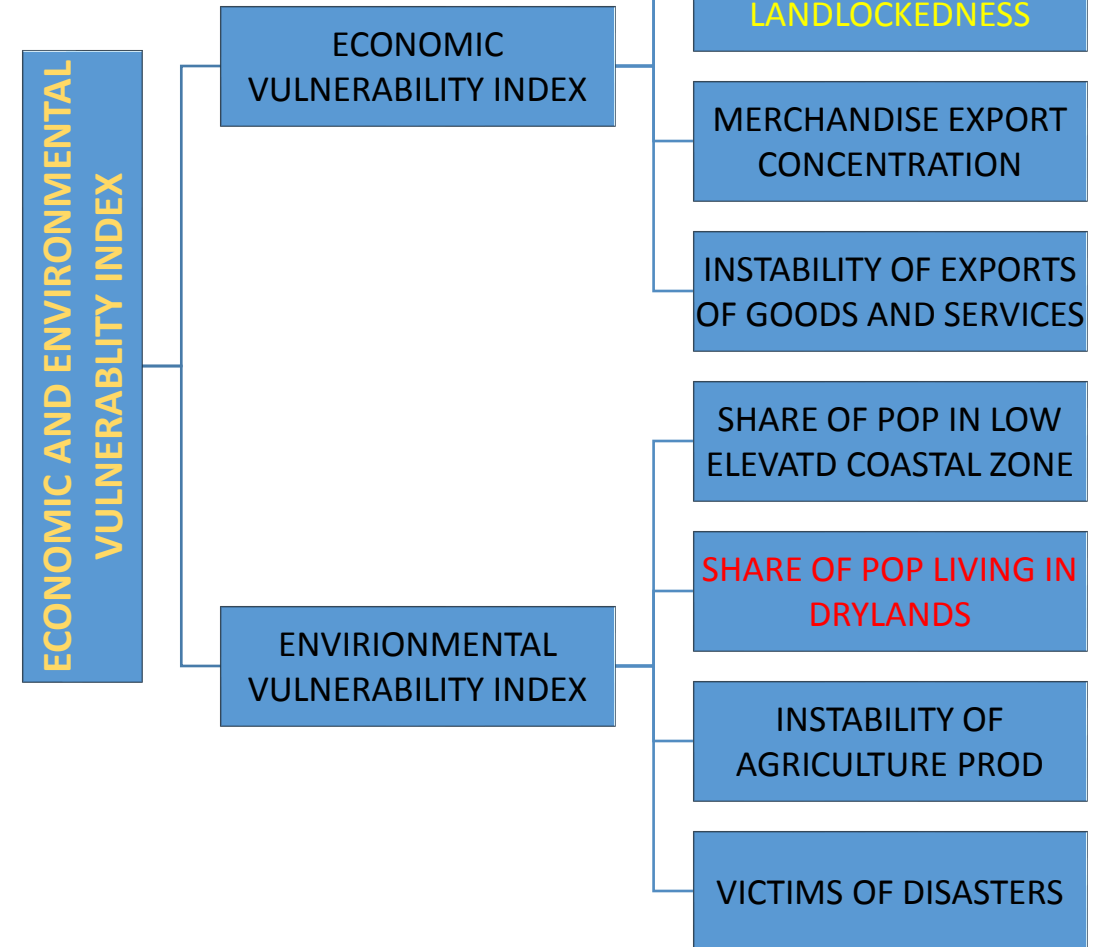 ECONOMIC AND ENVIRONMENTAL
VULNERABLITY INDEX
ECONOMIC
VULNERABILITY INDEX
LANDLOCKEDNESS
MERCHANDISE EXPORT
CONCENTRATION
INSTABILITY OF EXPORTS
OF GOODS AND SERVICES
ENVIRIONMENTAL
VULNERABILITY INDEX
SHARE OF POP IN LOW
ELEVATD COASTAL ZONE
SHARE OF POP LIVING IN
DRYLANDS
INSTABILITY OF
AGRICULTURE PROD
VICTIMS OF DISASTERS